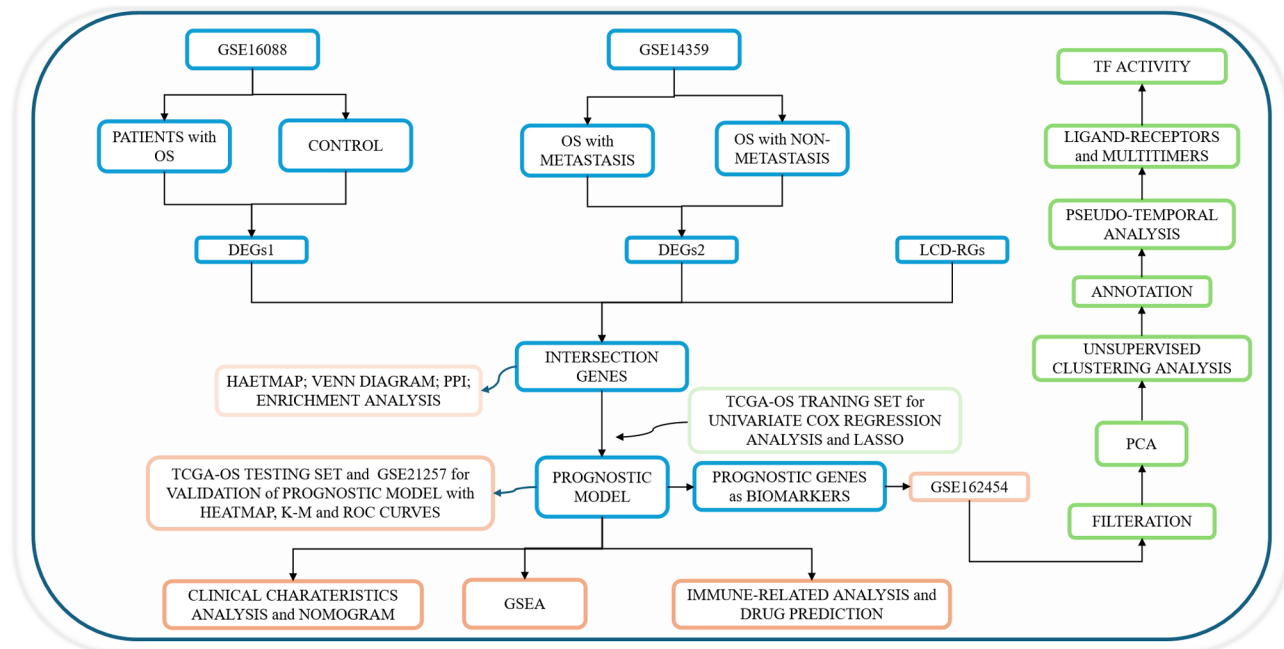 GSE16088
GSE14359
TF ACTIVITY
PATIENTS with
OS
CONTROL
OS with
METASTASIS
OS with NON-
METASTASIS
LIGAND-RECEPTORS
and MULTITIMERS
PSEUDO-TEMPORAL
ANALYSIS
DEGs1
DEGs2
LCD-RGs
ANNOTATION
INTERSECTION
GENES
UNSUPERVISED
CLUSTERING ANALYSIS
HAETMAP; VENN DIAGRAM; PPI;
ENRICHMENT ANALYSIS
TCGA-OS TRANING SET for
UNIVARIATE COX REGRESSION
ANALYSIS and LASSO
PCA
TCGA-OS TESTING SET and GSE21257 for
VALIDATION of PROGNOSTIC MODEL with
HEATMAP, K-M and ROC CURVES
PROGNOSTIC
MODEL
PROGNOSTIC GENES
as BIOMARKERS
GSE162454
FILTERATION
CLINICAL CHARATERISTICS
ANALYSIS and NOMOGRAM
GSEA
IMMUNE-RELATED ANALYSIS and
DRUG PREDICTION